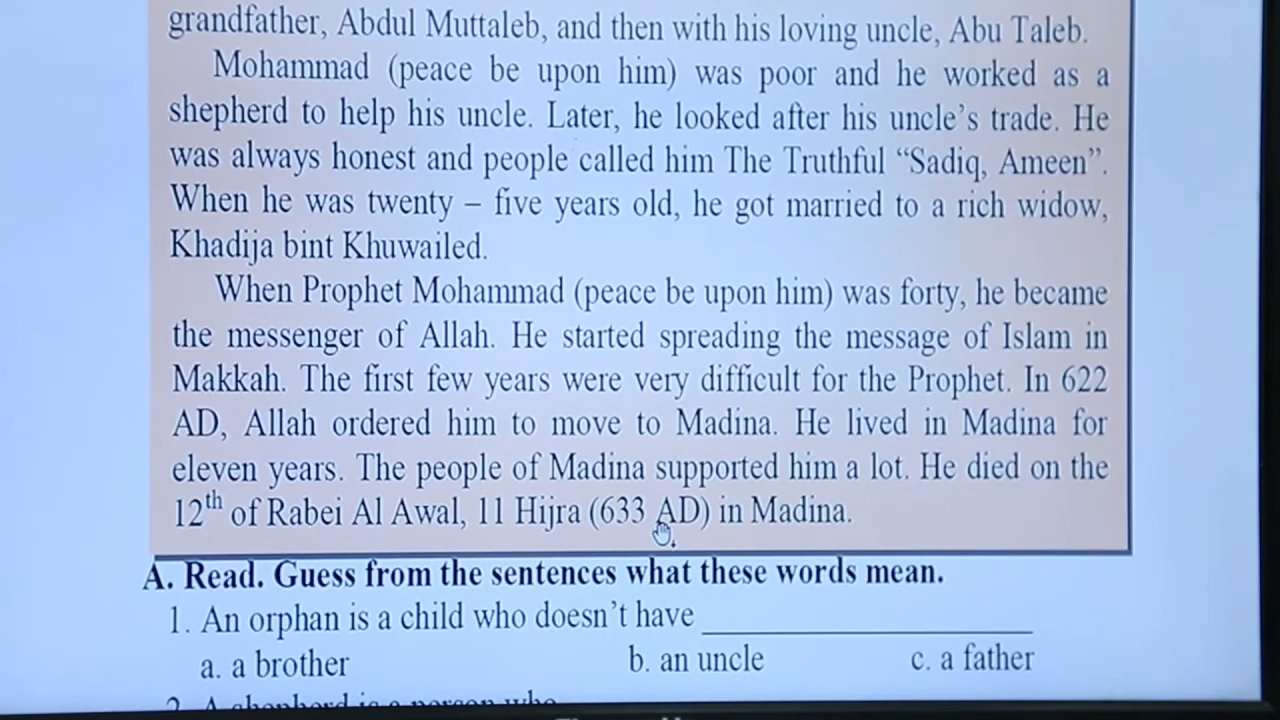 grandfather, Abdul Muttaleb, and then with his loving uncle, Abu Taleb.
Mohammad (peace be upon him) was poor and he worked as a
shepherd to help his uncle. Later, he looked after his uncle's trade. He
was always honest and people called him The Truthful “Sadiq, Ameen”.
When he was twenty – five years old, he got married to a rich widow,
Khadija bint Khuwailed.
When Prophet Mohammad (peace be upon him) was forty, he became
the messenger of Allah. He started spreading the message of Islam in
Makkah. The first few years were very difficult for the Prophet. In 622
AD, Allah ordered him to move to Madina. He lived in Madina for
eleven years. The people of Madina supported him a lot. He died on the
12th of Rabei Al Awal, 11 Hijra (633 AD) in Madina.
A. Read. Guess from the sentences what these words mean.
1. An orphan is a child who doesn't have ____________________
a. a brother b. an uncle c. a father
2. A shepherd is a person who